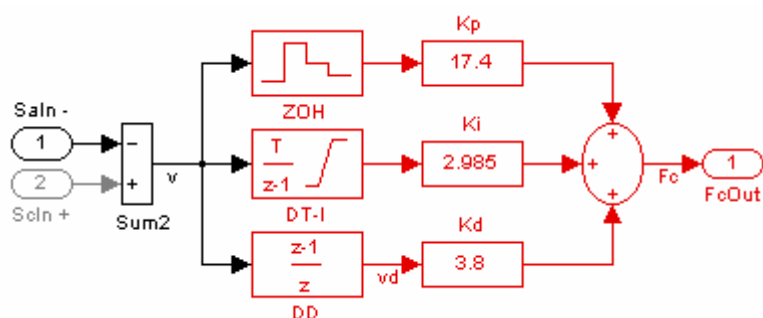 Kp
17.4
ZOH
SaIn -
1
2
ScIn +
-
+
Sum2
v
T
z-1
DT-I
Ki
2.985
z-1
z
DD
vd
Kd
3.8
+
+
+
Fc
1
FcOut